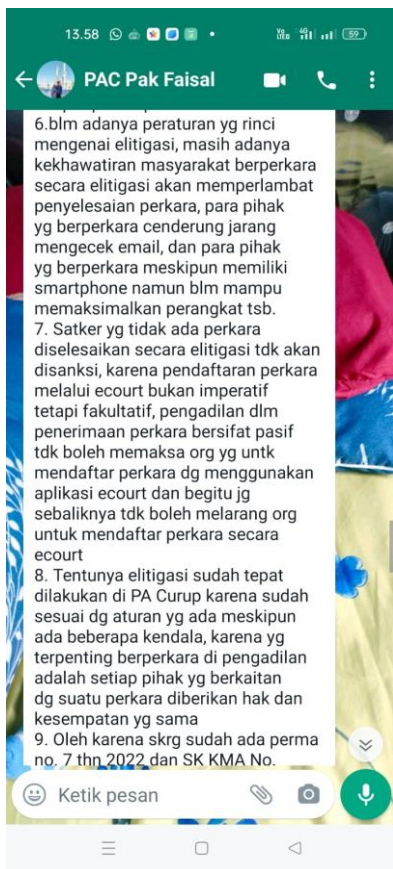 13.58
Yo LTE 4G 59
PAC Pak Faisal
6.blm adanya peraturan yg rinci
mengenai elitigasi, masih adanya
kekhawatiran masyarakat berperkara
secara elitigasi akan memperlambat
penyelesaian perkara, para pihak
yg berperkara cenderung jarang
mengecek email, dan para pihak
yg berperkara meskipun memiliki
smartphone namun blm mampu
memaksimalkan perangkat tsb.
7. Satker yg tidak ada perkara
diselesaikan secara elitigasi tdk akan
disanksi, karena pendaftaran perkara
melalui ecourt bukan imperatif
tetapi fakultatif, pengadilan dlm
penerimaan perkara bersifat pasif
tdk boleh memaksa org yg untk
mendaftar perkara dg menggunakan
aplikasi ecourt dan begitu jg
sebaliknya tdk boleh melarang org
untuk mendaftar perkara secara
ecourt
8. Tentunya elitigasi sudah tepat
dilakukan di PA Curup karena sudah
sesuai dg aturan yg ada meskipun
ada beberapa kendala, karena yg
terpenting berperkara di pengadilan
adalah setiap pihak yg berkaitan
dg suatu perkara diberikan hak dan
kesempatan yg sama
9. Oleh karena skrg sudah ada perma
no. 7 thn 2022 dan SK KMA No.
Ketik pesan